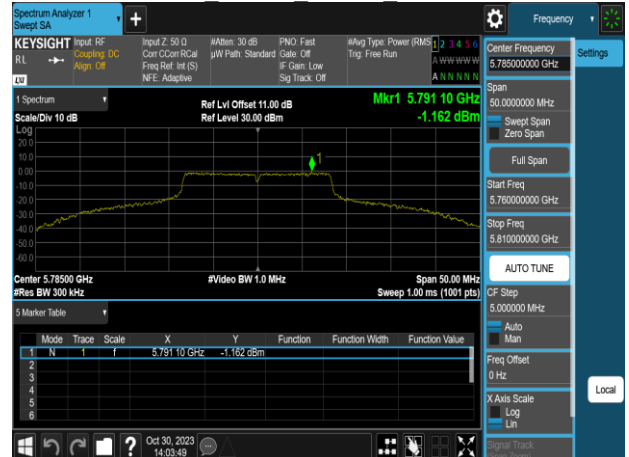 Spectrum Analyzer 1
Swept SA
+
Frequency
KEYSIGHT
RL
LXI
Input: RF
Coupling: DC
Align: Off
Input Z: 50 Ω
Corr CCorr RCal
Freq Ref: Int (S)
NFE: Adaptive
#Atten: 30 dB
µW Path: Standard
PNO: Fast
Gate: Off
IF Gain: Low
Sig Track: Off
#Avg Type: Power (RMS
Trig: Free Run
1 2 3 4 5 6
A W W W W W
A N N N N N
1 Spectrum
Scale/Div 10 dB
Ref Lvl Offset 11.00 dB
Ref Level 30.00 dBm
Mkr1 5.791 10 GHz
-1.162 dBm
Log
20.0
10.0
0.00
-10.0
-20.0
-30.0
-40.0
-50.0
-60.0
1
Center 5.78500 GHz
#Res BW 300 kHz
#Video BW 1.0 MHz
Span 50.00 MHz
Sweep 1.00 ms (1001 pts)
5 Marker Table
Mode Trace Scale X Y Function Function Width Function Value
1 N 1 f 5.791 10 GHz -1.162 dBm
2
3
4
5
6
?
Oct 30, 2023
14:03:49
Center Frequency
5.785000000 GHz
Span
50.0000000 MHz
Swept Span
Zero Span
Full Span
Start Freq
5.760000000 GHz
Stop Freq
5.810000000 GHz
AUTO TUNE
CF Step
5.000000 MHz
Auto
Man
Freq Offset
0 Hz
X Axis Scale
Log
Lin
Signal Track
Settings
Local